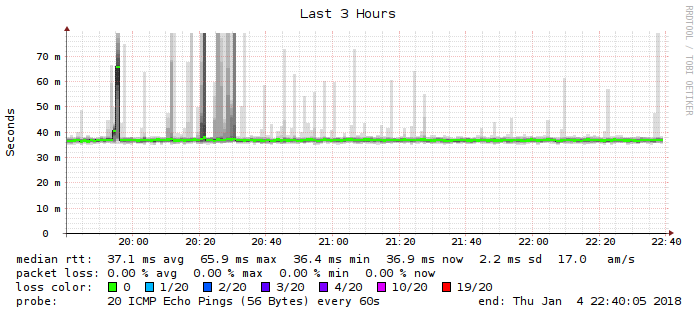 Last 3 Hours
RRDTOOL / TOBI OETIKER
Seconds
70 m
60 m
50 m
40 m
30 m
20 m
10 m
0
20:00 20:20 20:40 21:00 21:20 21:40 22:00 22:20 22:40
median rtt: 37.1 ms avg 65.9 ms max 36.4 ms min 36.9 ms now 2.2 ms sd 17.0 am/s
packet loss: 0.00 % avg 0.00 % max 0.00 % min 0.00 % now
loss color: 0 1/20 2/20 3/20 4/20 10/20 19/20
probe: 20 ICMP Echo Pings (56 Bytes) every 60s end: Thu Jan 4 22:40:05 2018